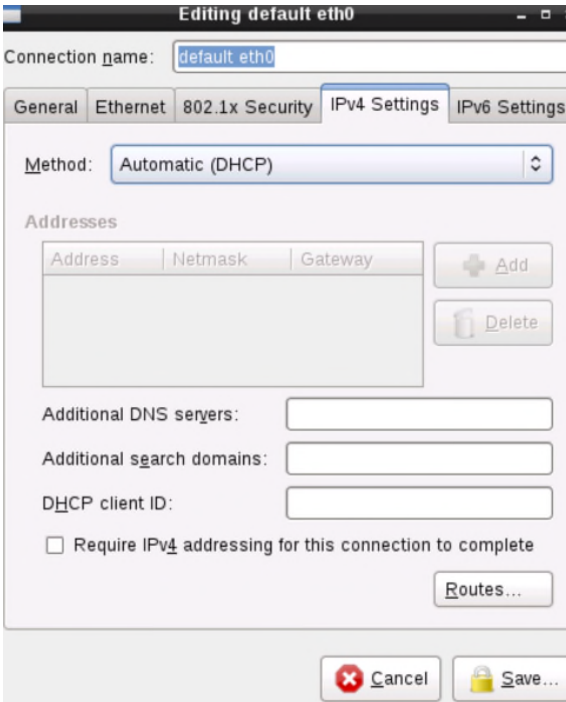 Editing default eth0
Connection name: default eth0
General Ethernet 802.1x Security IPv4 Settings IPv6 Settings
Method: Automatic (DHCP)
Addresses
Address Netmask Gateway
Add
Delete
Additional DNS servers:
Additional search domains:
DHCP client ID:
Require IPv4 addressing for this connection to complete
Routes...
Cancel Save...